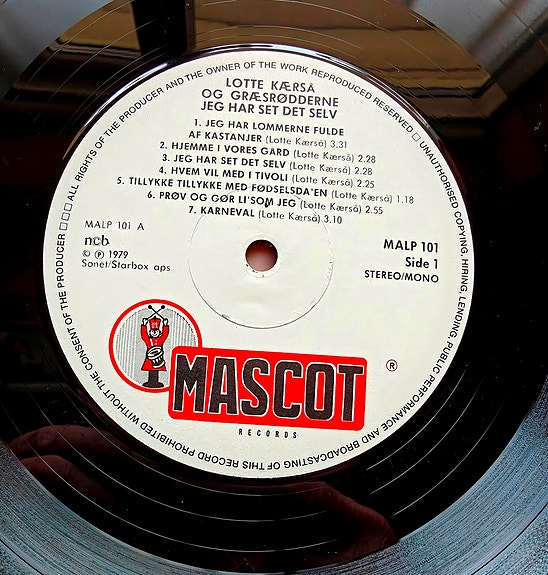 ALL RIGHTS OF THE PRODUCER AND THE OWNER OF THE WORK REPRODUCED RESERVED □ UNAUTHORISED COPYING, HIRING, LENDING, PUBLIC PERFORMANCE AND BROADCASTING OF THIS RECORD PROHIBITED WITHOUT THE CONSENT OF THE PRODUCER □□□
LOTTE KÆRSÅ
OG GRÆSRØDDERNE
JEG HAR SET DET SELV
1. JEG HAR LOMMERNE FULDE
AF KASTANJER (Lotte Kærså) 3.31
2. HJEMME I VORES GARD (Lotte Kærså) 2.28
3. JEG HAR SET DET SELV (Lotte Kærså) 2.28
4. HVEM VIL MED I TIVOLI (Lotte Kærså) 2.25
5. TILLYKKE TILLYKKE MED FØDSELSDA'EN (Lotte Kærså) 1.18
6. PRØV OG GØR LI'SOM JEG (Lotte Kærså) 2.55
7. KARNEVAL (Lotte Kærså) 3.10
MALP 101 A
ncb
© ℗ 1979
Sonet/Starbox aps
MALP 101
Side 1
STEREO/MONO
MASCOT
®
RECORDS